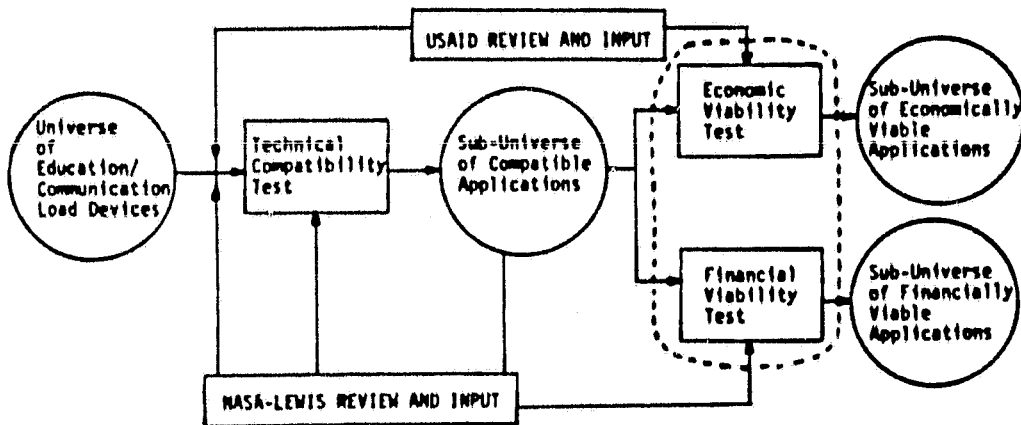 USAID REVIEW AND INPUT
Universe
of
Education/
Communication
Load Devices
Technical
Compatibility
Test
Sub-Universe
of Compatible
Applications
Economic
Viability
Test
Sub-Universe
of Economically
Viable
Applications
Financial
Viability
Test
Sub-Universe
of Financially
Viable
Applications
NASA-LEWIS REVIEW AND INPUT